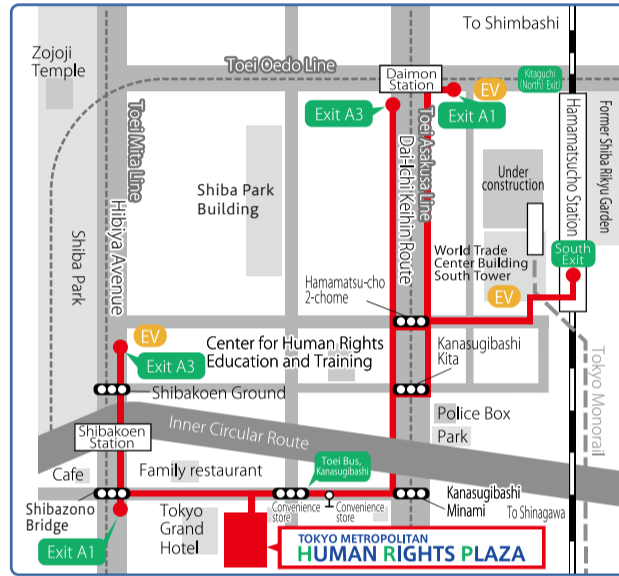 To Shimbashi
Zojoji
Temple
Toei Oedo Line
Daimon
Station
EV
Kitaguchi
(North) Exit
Exit A3
Exit A1
Toei Mita Line
Hibiya Avenue
Shiba Park
Shiba Park
Building
Dai-Ichi Keihin Route
Toei Asakusa Line
Under
construction
Hamamatsucho Station
Former Shiba Rikyu Garden
South
Exit
World Trade
Center Building
South Tower
EV
Hamamatsu-cho
2-chome
EV
Exit A3
Center for Human Rights
Education and Training
Kanasugibashi
Kita
Tokyo Monorail
Shibakoen Ground
Police Box
Park
Shibakoen
Station
Inner Circular Route
Cafe
Family restaurant
Toei Bus,
Kanasugibashi
Shibazono
Bridge
Exit A1
Tokyo
Grand
Hotel
Convenience
store
Convenience
store
Kanasugibashi
Minami
To Shinagawa
TOKYO METROPOLITAN
HUMAN RIGHTS PLAZA